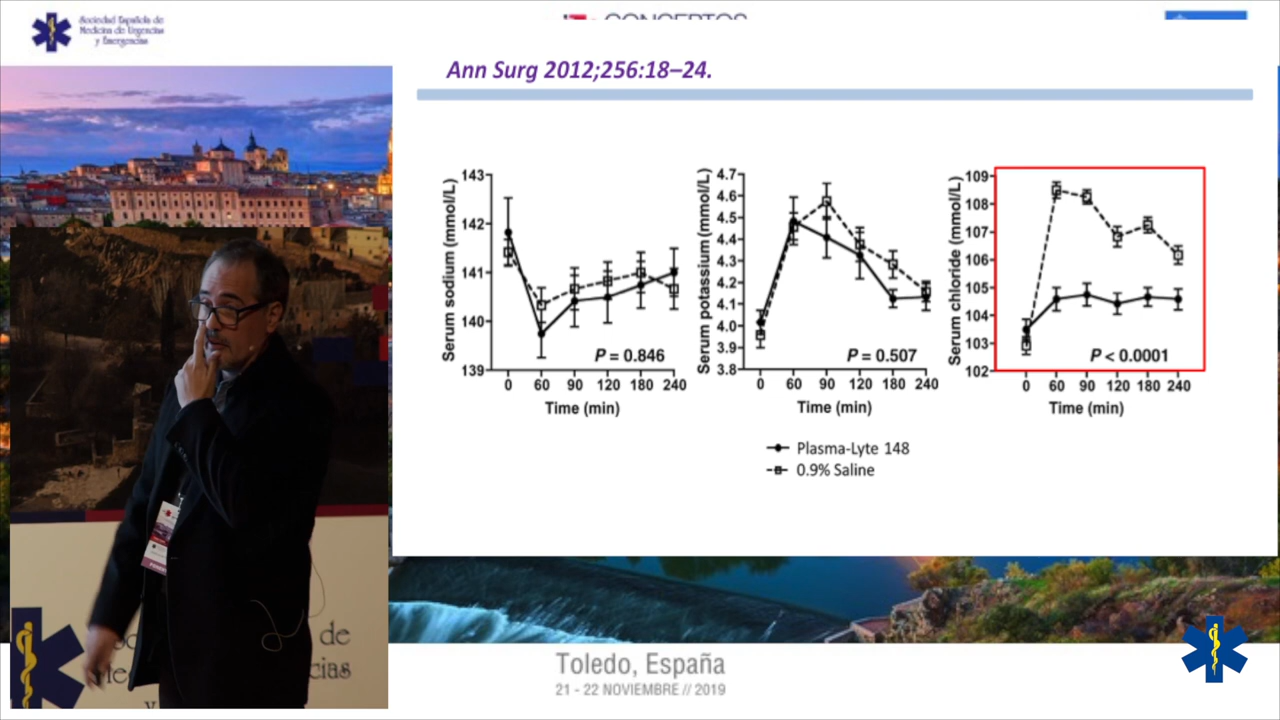 Sociedad Española de
Medicina de Urgencias
y Emergencias
CONCEPTOS
Ann Surg 2012;256:18–24.
Serum sodium (mmol/L)
143
142
141
140
139
P = 0.846
0 60 90 120 180 240
Time (min)
Serum potassium (mmol/L)
4.7
4.5
4.4
4.3
4.2
4.1
4.0
3.9
3.8
P = 0.507
0 60 90 120 180 240
Time (min)
Serum chloride (mmol/L)
109
108
107
106
105
104
103
102
P < 0.0001
0 60 90 120 180 240
Time (min)
Plasma-Lyte 148
0.9% Saline
de
cias
y
Toledo, España
21 - 22 NOVIEMBRE // 2019